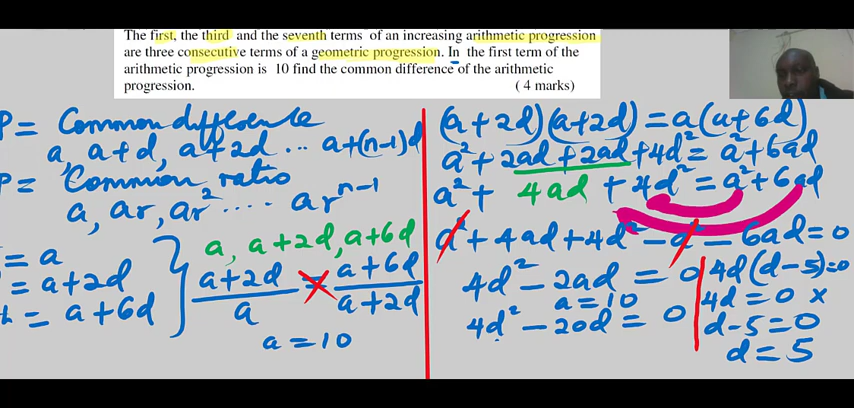 The first, the third and the seventh terms of an increasing arithmetic progression
are three consecutive terms of a geometric progression. In the first term of the
arithmetic progression is 10 find the common difference of the arithmetic
progression. ( 4 marks)
P = Common difference
a, a+d, a+2d ... a+(n-1)d
P = Common ratio
a, ar, ar² .... arⁿ⁻¹
= a
= a+2d
= a+6d
a, a+2d, a+6d
(a+2d)/a = (a+6d)/(a+2d)
a = 10
(a+2d)(a+2d) = a(a+6d)
a² + 2ad + 2ad + 4d² = a² + 6ad
a² + 4ad + 4d² = a² + 6ad
a² + 4ad + 4d² - a² - 6ad = 0
4d² - 2ad = 0
a = 10
4d² - 20d = 0
4d(d-5) = 0
4d = 0 x
d-5 = 0
d = 5